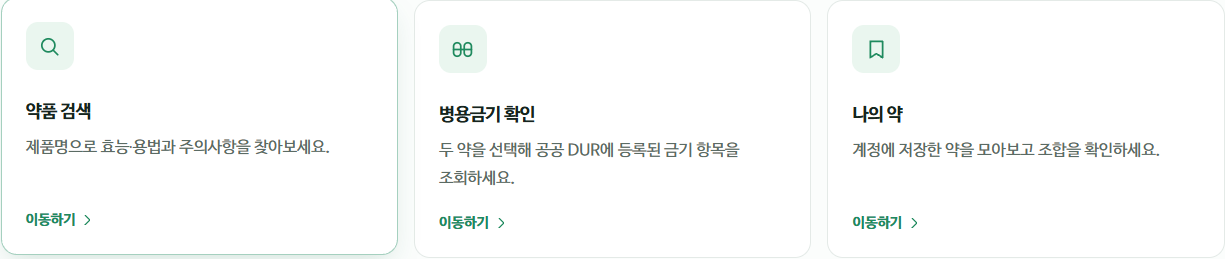 약품 검색
제품명으로 효능·용법과 주의사항을 찾아보세요.
이동하기
병용금기 확인
두 약을 선택해 공공 DUR에 등록된 금기 항목을
조회하세요.
이동하기
나의 약
계정에 저장한 약을 모아보고 조합을 확인하세요.
이동하기